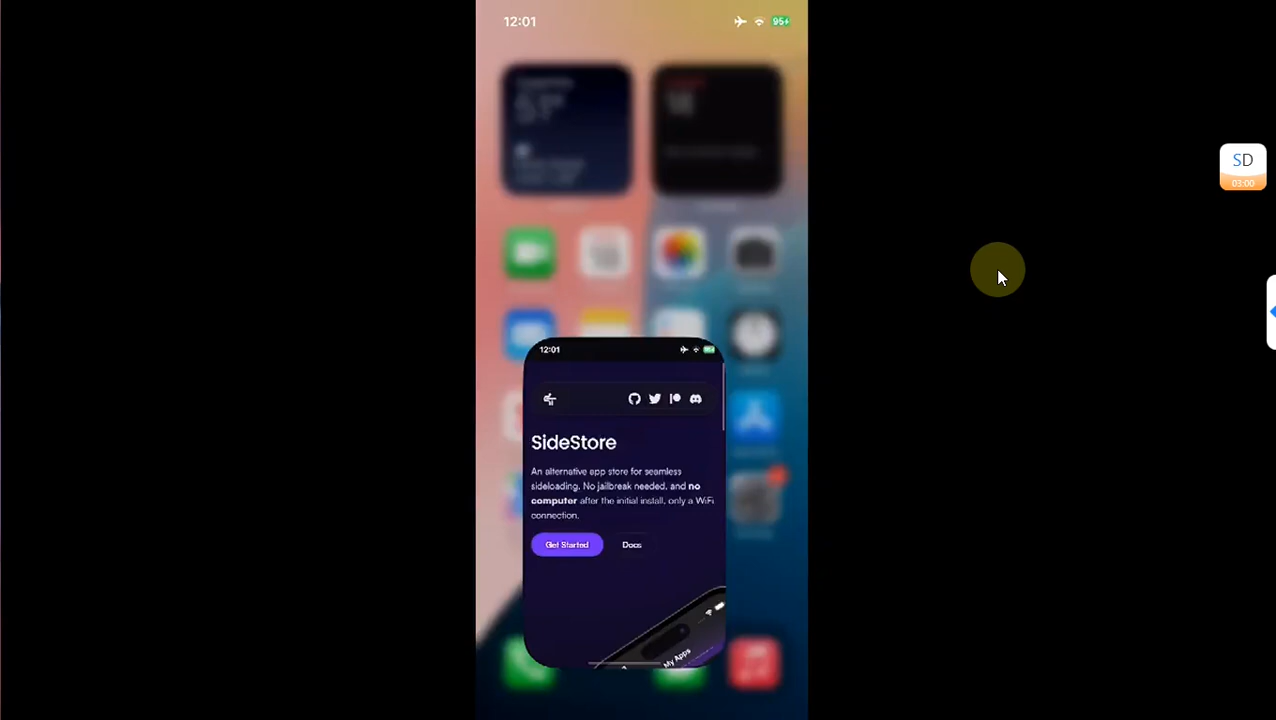 12:01
95+
SD
03:00
12:01
SideStore
An alternative app store for seamless
sideloading. No jailbreak needed, and no
computer after the initial install, only a WiFi
connection.
Get Started
Docs
My Apps